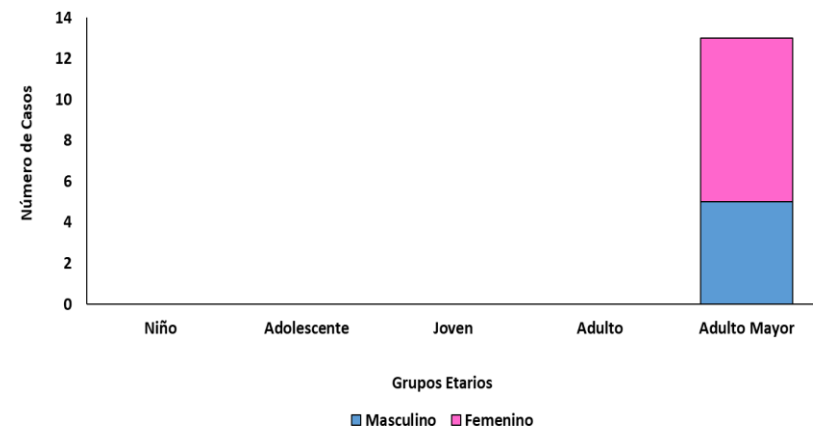 14
12
10
8
6
4
2
0
Número de Casos
Niño Adolescente Joven Adulto Adulto Mayor
Grupos Etarios
Masculino Femenino